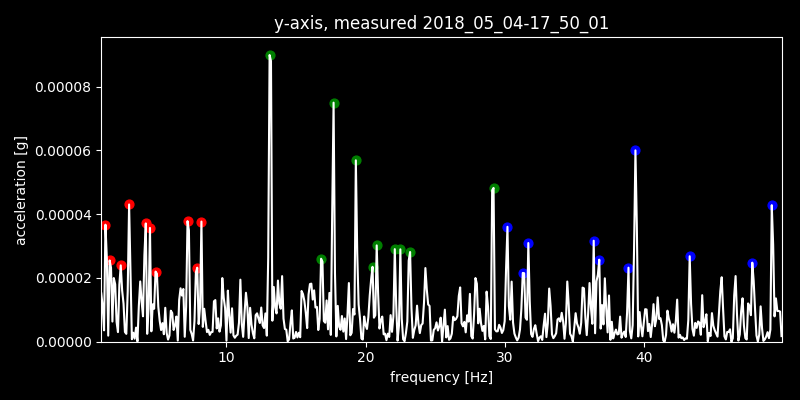 y-axis, measured 2018_05_04-17_50_01
0.00008
0.00006
0.00004
0.00002
0.00000
acceleration [g]
10 20 30 40
frequency [Hz]